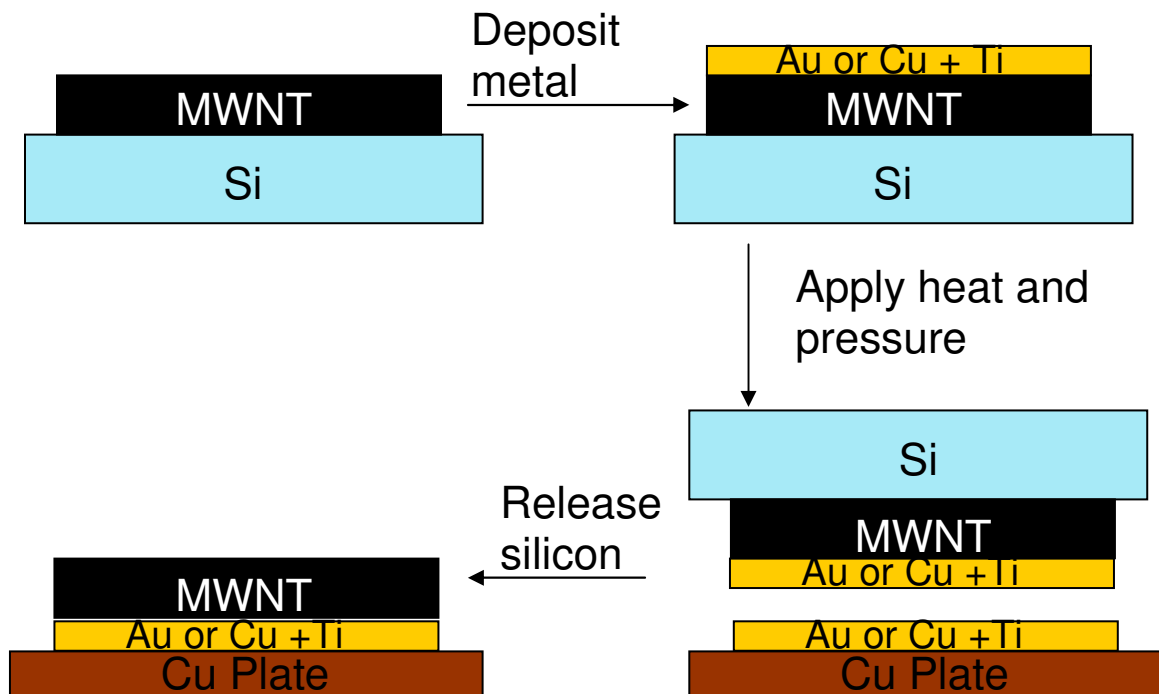 Deposit
metal
Au or Cu + Ti
MWNT
MWNT
Si
Si
Apply heat and
pressure
Si
Release
silicon
MWNT
Au or Cu +Ti
MWNT
Au or Cu +Ti
Au or Cu +Ti
Cu Plate
Cu Plate